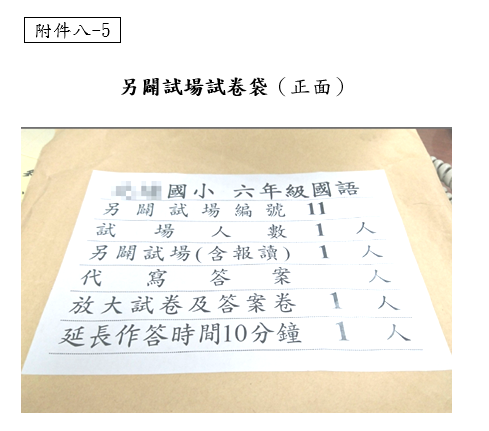 附件八-5
另闢試場試卷袋（正面）
國小 六年級國語
另闢試場編號 11
試場人數 1 人
另闢試場(含報讀) 1 人
代寫答案 人
放大試卷及答案卷 1 人
延長作答時間10分鐘 1 人